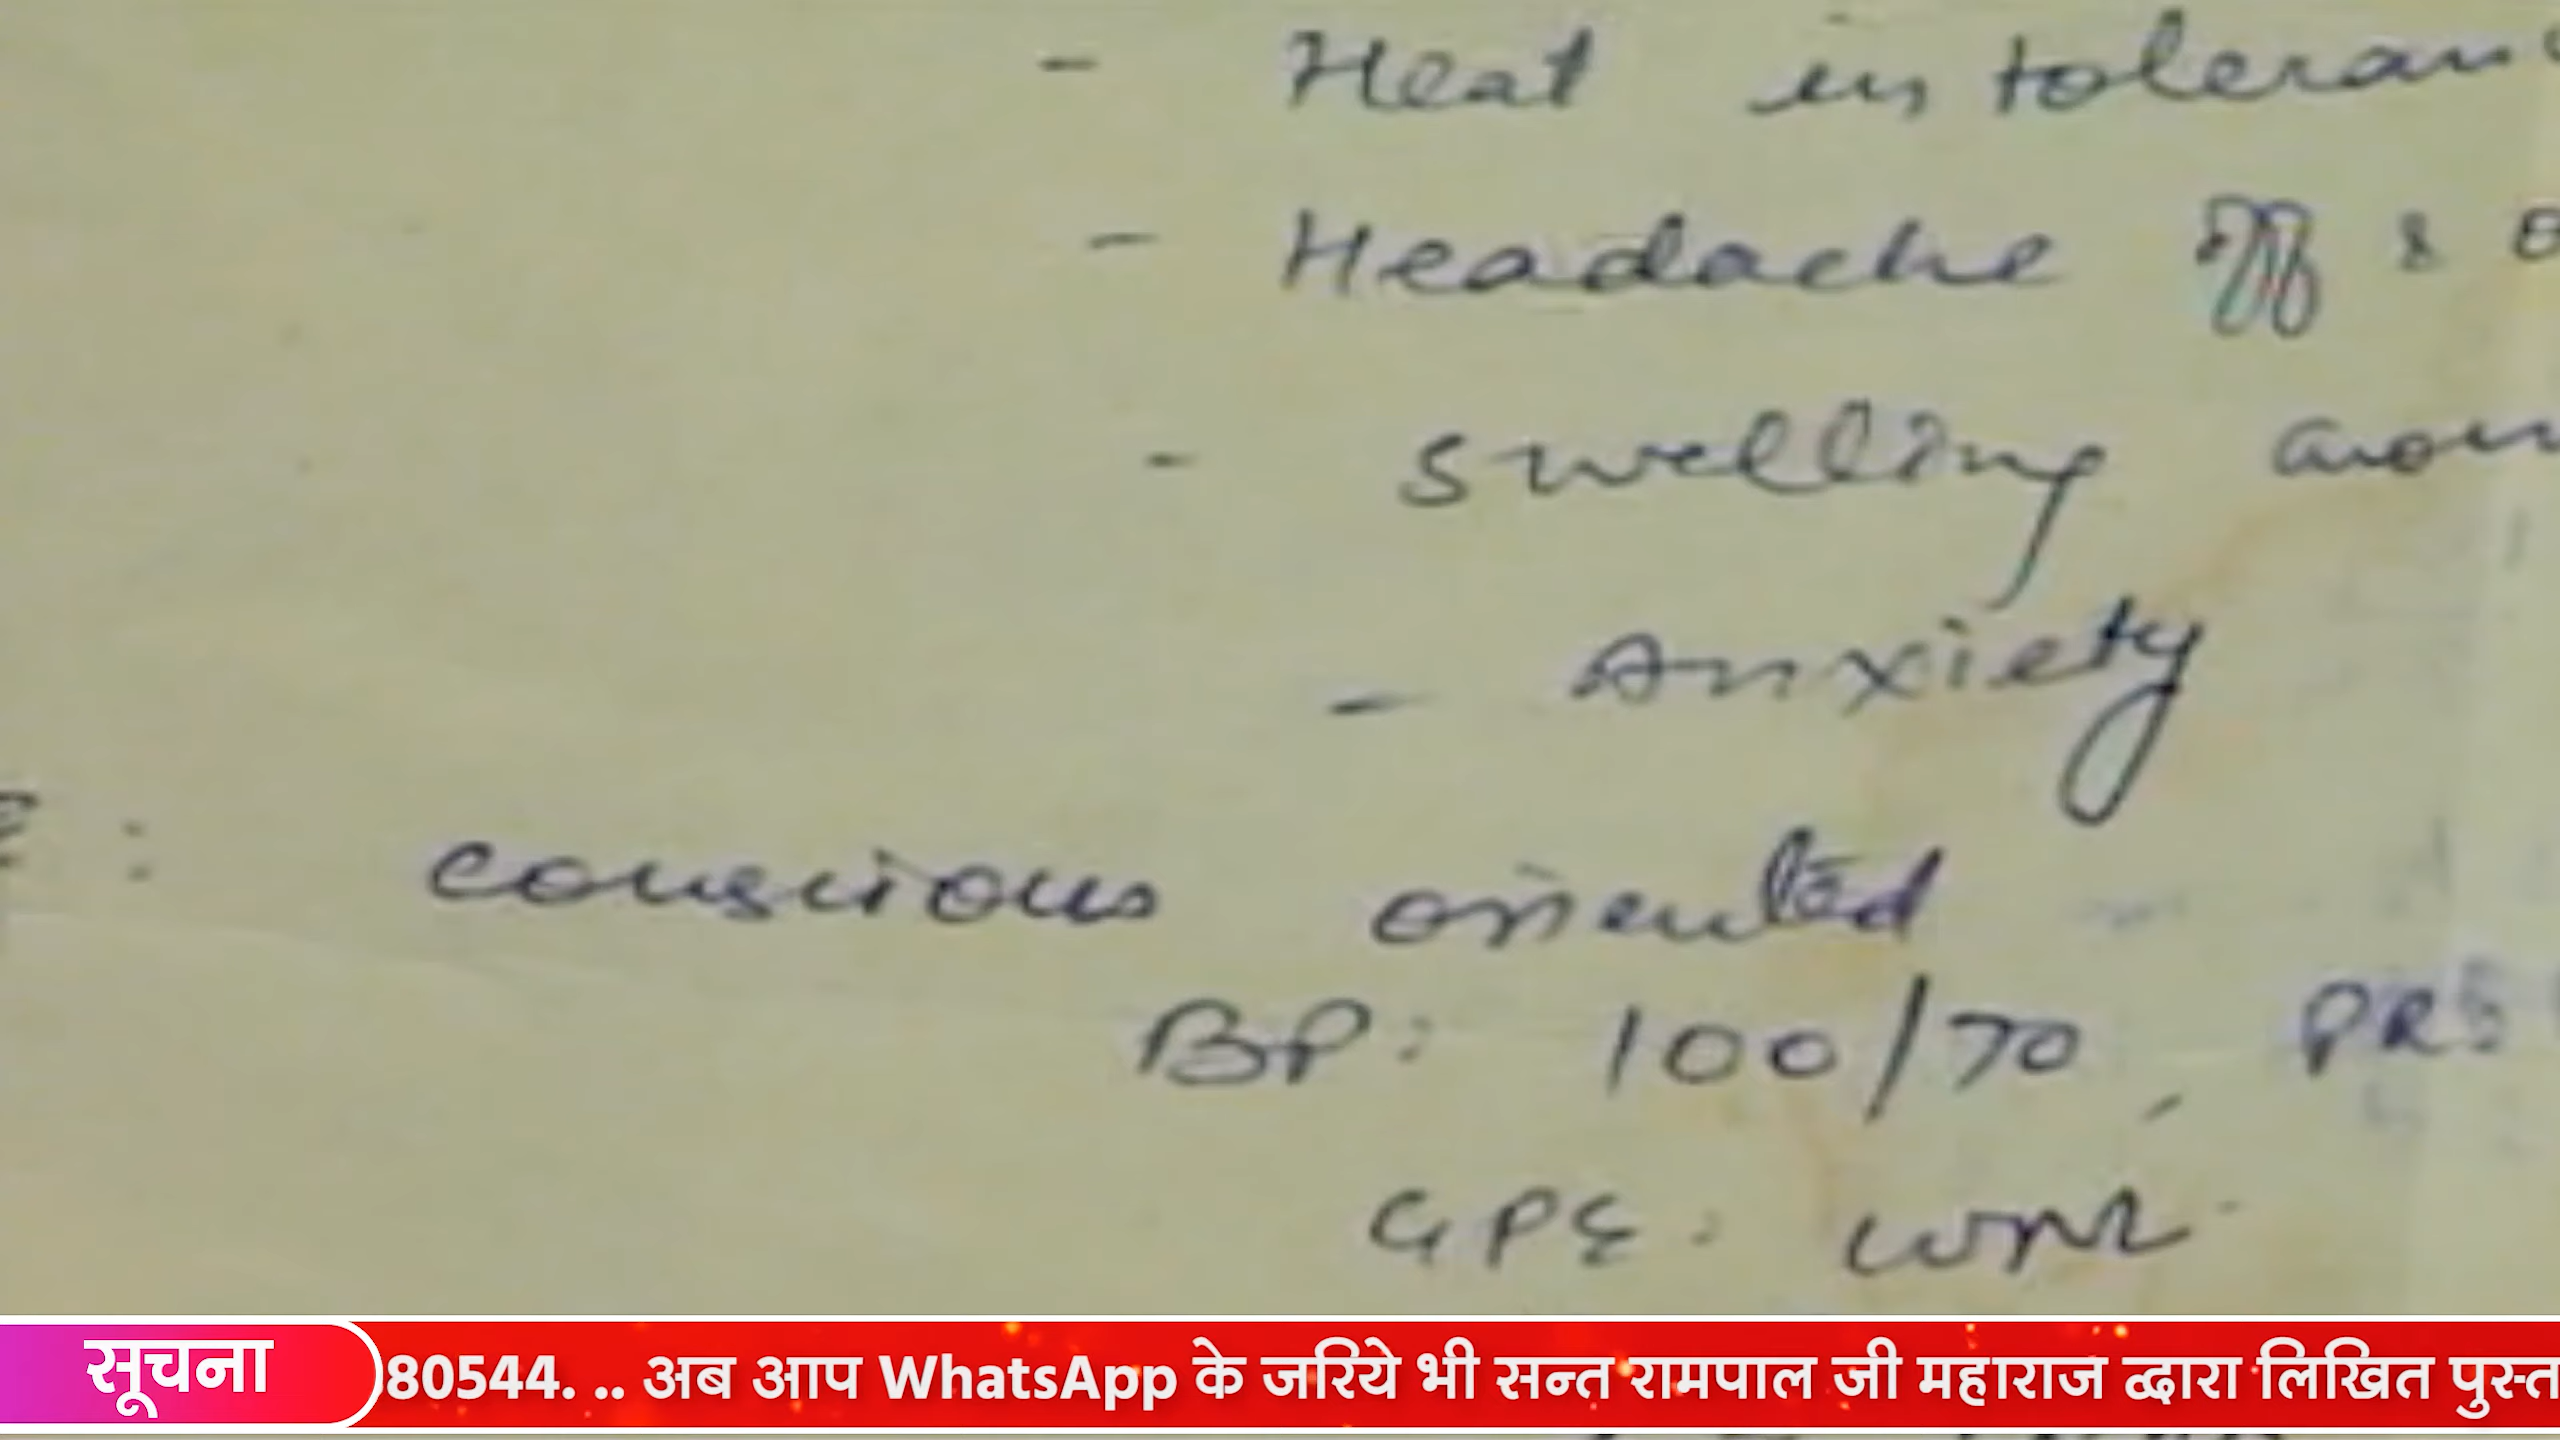 - Heat intoleran
- Headache &
- swelling aroun
- Anxiety
: conscious oriented
BP: 100/70, PR
GPE: WNL
सूचना 80544. .. अब आप WhatsApp के जरिये भी सन्त रामपाल जी महाराज द्वारा लिखित पुस्त